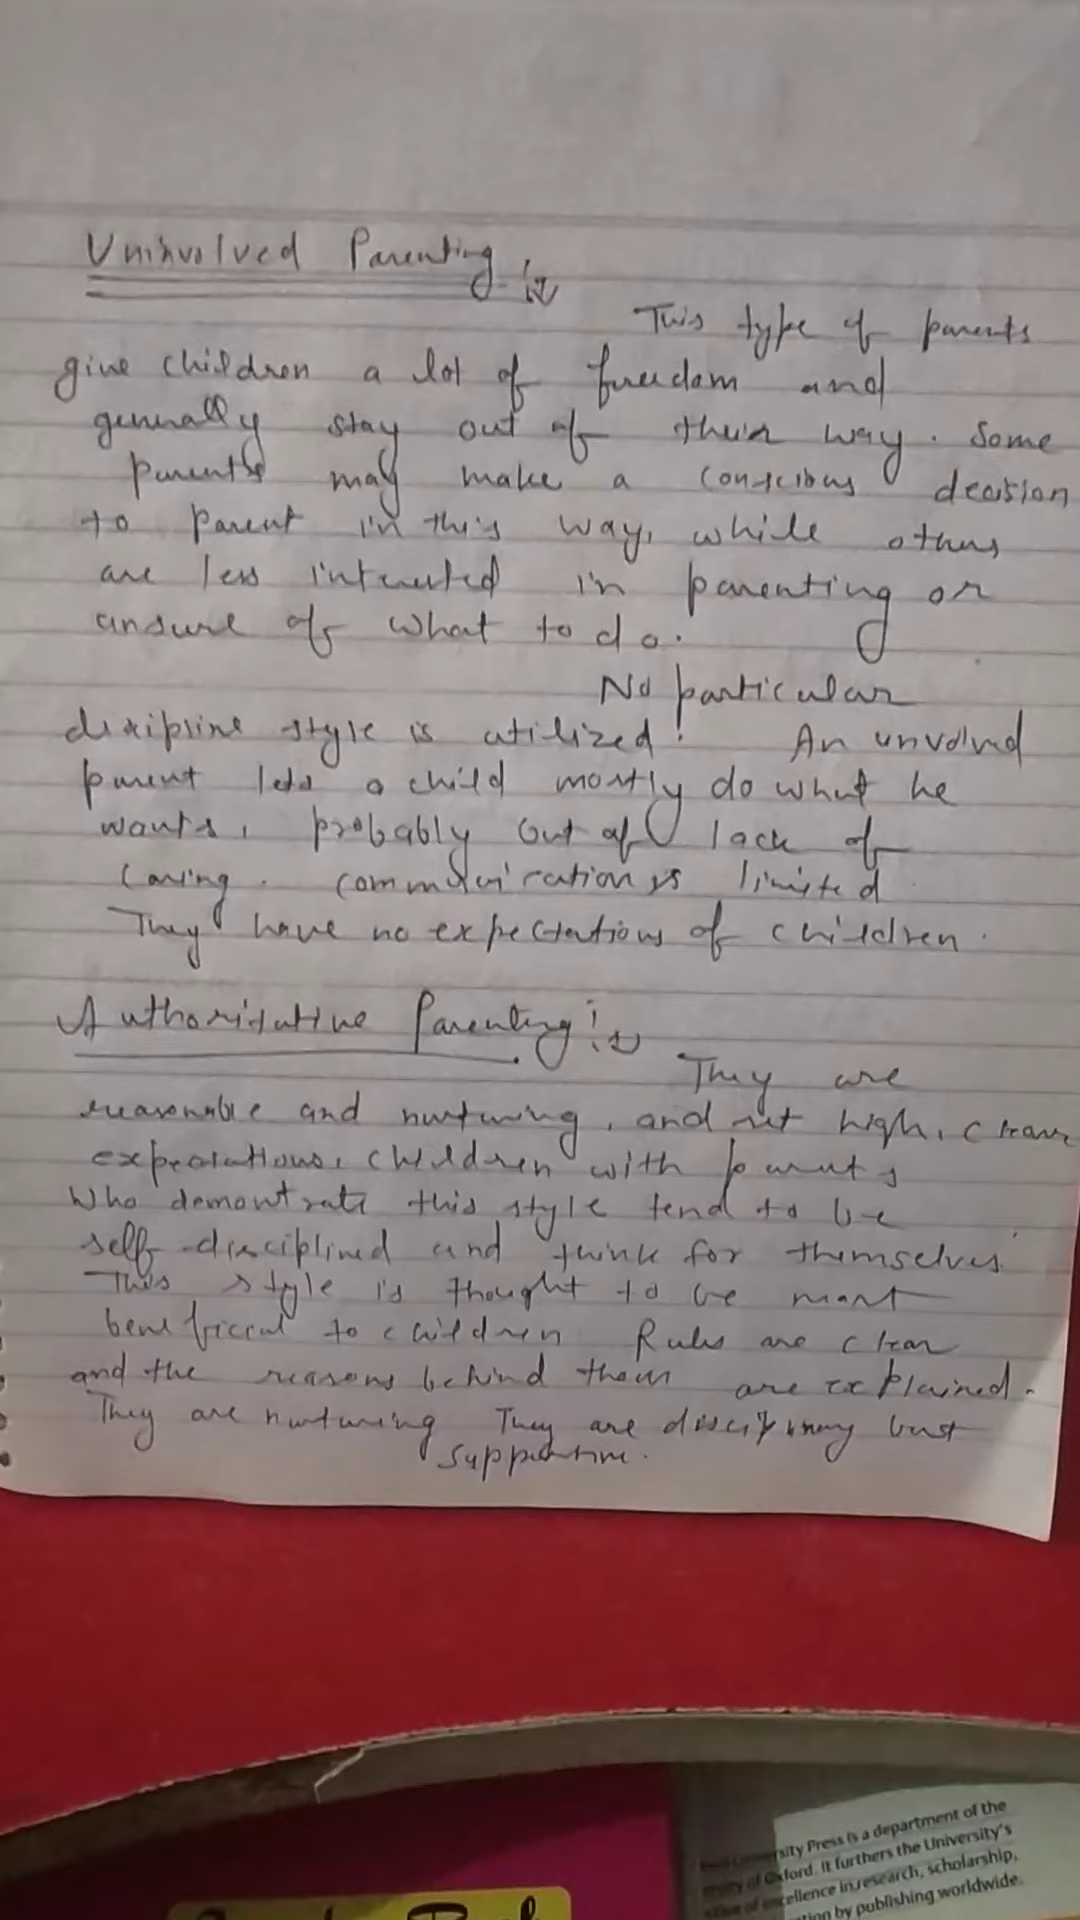 Uninvolved Parenting :-
This type of parents
give children a lot of freedom and
generally stay out of their way. Some
parents may make a conscious decision
to parent in this way, while others
are less interested in parenting or
unsure of what to do.
No particular
discipline style is utilized. An unvolved
parent lets a child mostly do what he
wants, probably out of lack of
caring. Communication is limited
They have no expectations of children.
Authoritative Parenting :-
They are
reasonable and nurturing, and set high, clear
expectations. Children with parents
who demontrate this style tend to be
self-disciplined and think for themselves
This style is thought to be most
beneficial to children Rules are clear
and the reasons behind them are explained.
They are nurturing They are but
supportive.
University Press is a department of the
University of Oxford. It furthers the University's
of excellence in research, scholarship,
by publishing worldwide.